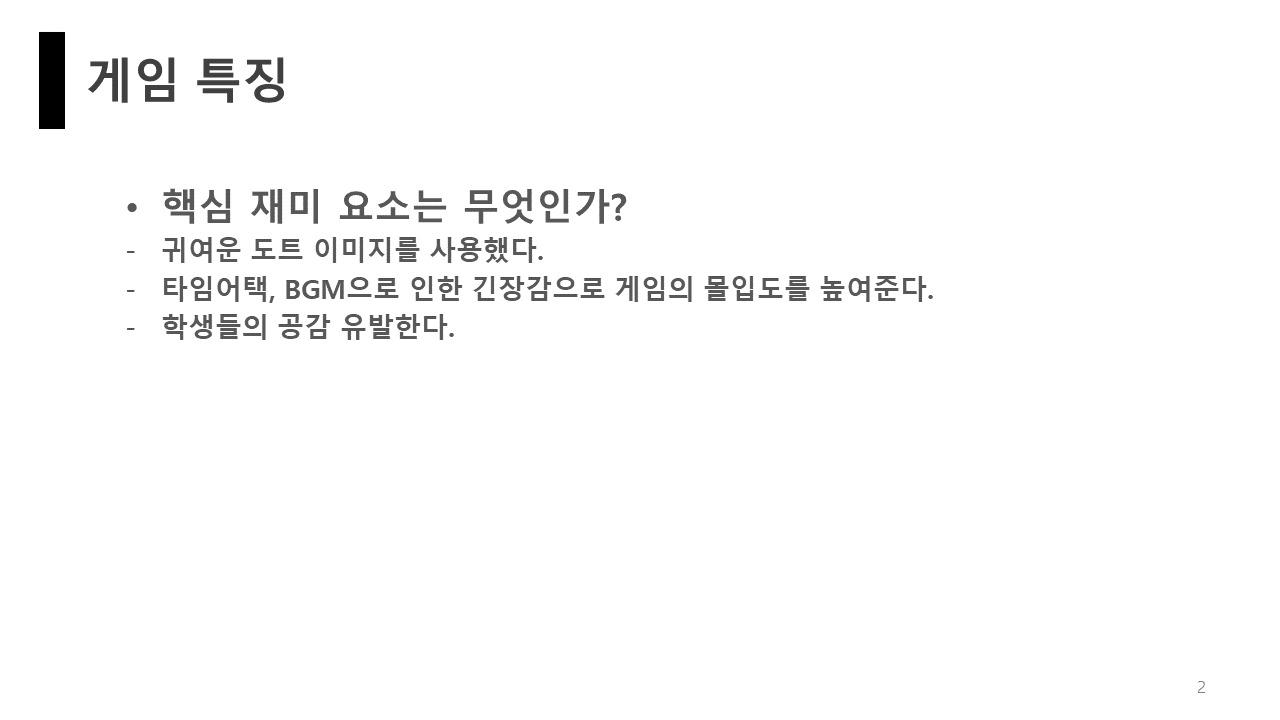 게임 특징
• 핵심 재미 요소는 무엇인가?
- 귀여운 도트 이미지를 사용했다.
- 타임어택, BGM으로 인한 긴장감으로 게임의 몰입도를 높여준다.
- 학생들의 공감 유발한다.
2